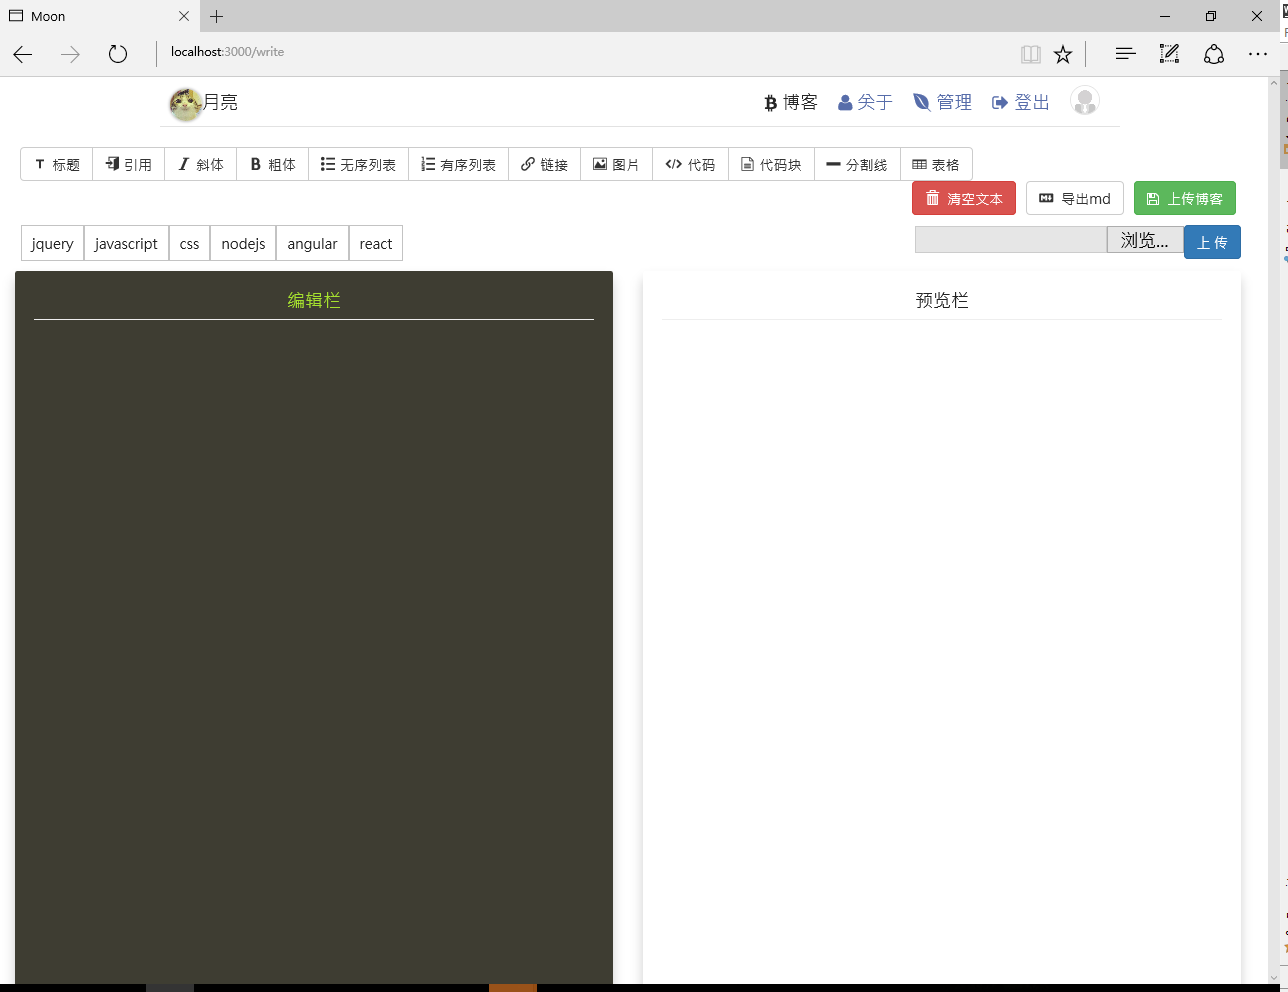 Moon
localhost:3000/write
月亮
博客 关于 管理 登出
标题 引用 斜体 粗体 无序列表 有序列表 链接 图片 代码 代码块 分割线 表格
清空文本 导出md 上传博客
jquery javascript css nodejs angular react
浏览... 上 传
编辑栏
预览栏